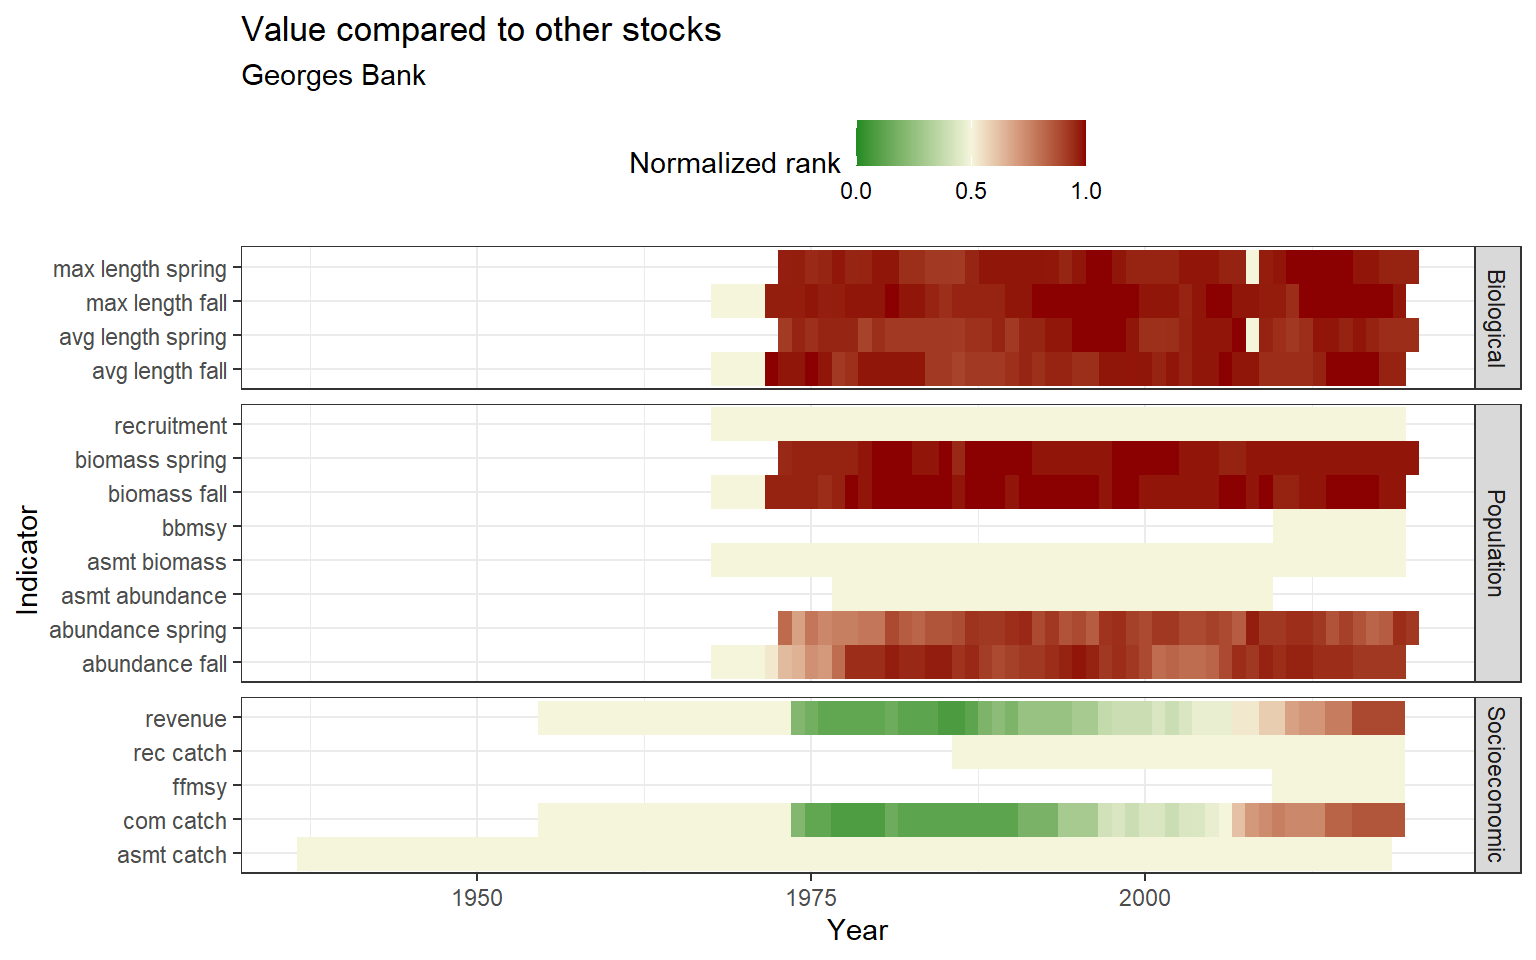 Value compared to other stocks
Georges Bank
Normalized rank
0.0 0.5 1.0
max length spring
max length fall
avg length spring
avg length fall
Biological
recruitment
biomass spring
biomass fall
bbmsy
asmt biomass
asmt abundance
abundance spring
abundance fall
Population
revenue
rec catch
ffmsy
com catch
asmt catch
Socioeconomic
Indicator
1950 1975 2000
Year